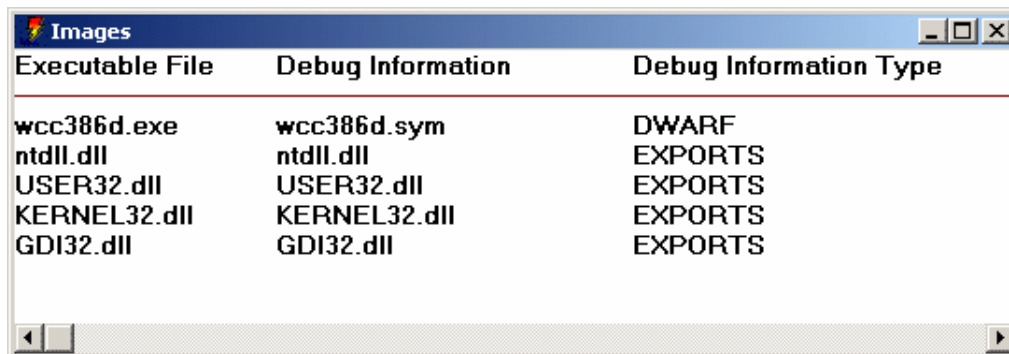 Images
Executable File Debug Information Debug Information Type
wcc386d.exe wcc386d.sym DWARF
ntdll.dll ntdll.dll EXPORTS
USER32.dll USER32.dll EXPORTS
KERNEL32.dll KERNEL32.dll EXPORTS
GDI32.dll GDI32.dll EXPORTS